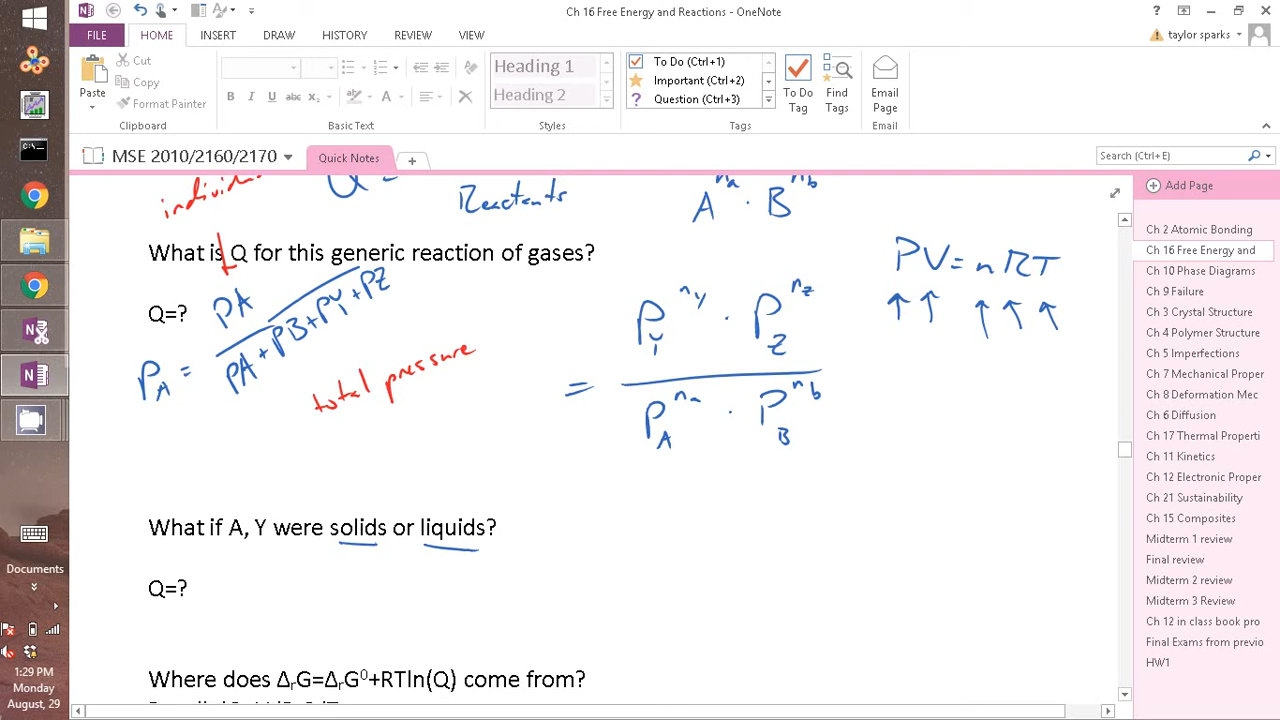 Ch 16 Free Energy and Reactions - OneNote
FILE HOME INSERT DRAW HISTORY REVIEW VIEW
taylor sparks
Paste
Cut
Copy
Format Painter
Clipboard
B I U abc x₂ A
Basic Text
Heading 1
Heading 2
Styles
To Do (Ctrl+1)
Important (Ctrl+2)
Question (Ctrl+3)
Tags
To Do Tag
Find Tags
Email Page
Email
MSE 2010/2160/2170
Quick Notes
Search (Ctrl+E)
Reactants
A^na · B^nb
What is Q for this generic reaction of gases?
PV = nRT
Q=?
PA
P_A =
PA + PB + PY + PZ
total pressure
P_Y^ny · P_Z^nz
=
P_A^na · P_B^nb
What if A, Y were solids or liquids?
Q=?
Where does ΔrG=ΔrG⁰+RTln(Q) come from?
Add Page
Ch 2 Atomic Bonding
Ch 16 Free Energy and
Ch 10 Phase Diagrams
Ch 9 Failure
Ch 3 Crystal Structure
Ch 4 Polymer Structure
Ch 5 Imperfections
Ch 7 Mechanical Proper
Ch 8 Deformation Mec
Ch 6 Diffusion
Ch 17 Thermal Properti
Ch 11 Kinetics
Ch 12 Electronic Proper
Ch 21 Sustainability
Ch 15 Composites
Midterm 1 review
Final review
Midterm 2 review
Midterm 3 Review
Ch 12 in class book pro
Final Exams from previo
HW1
Documents
1:29 PM
Monday
August, 29